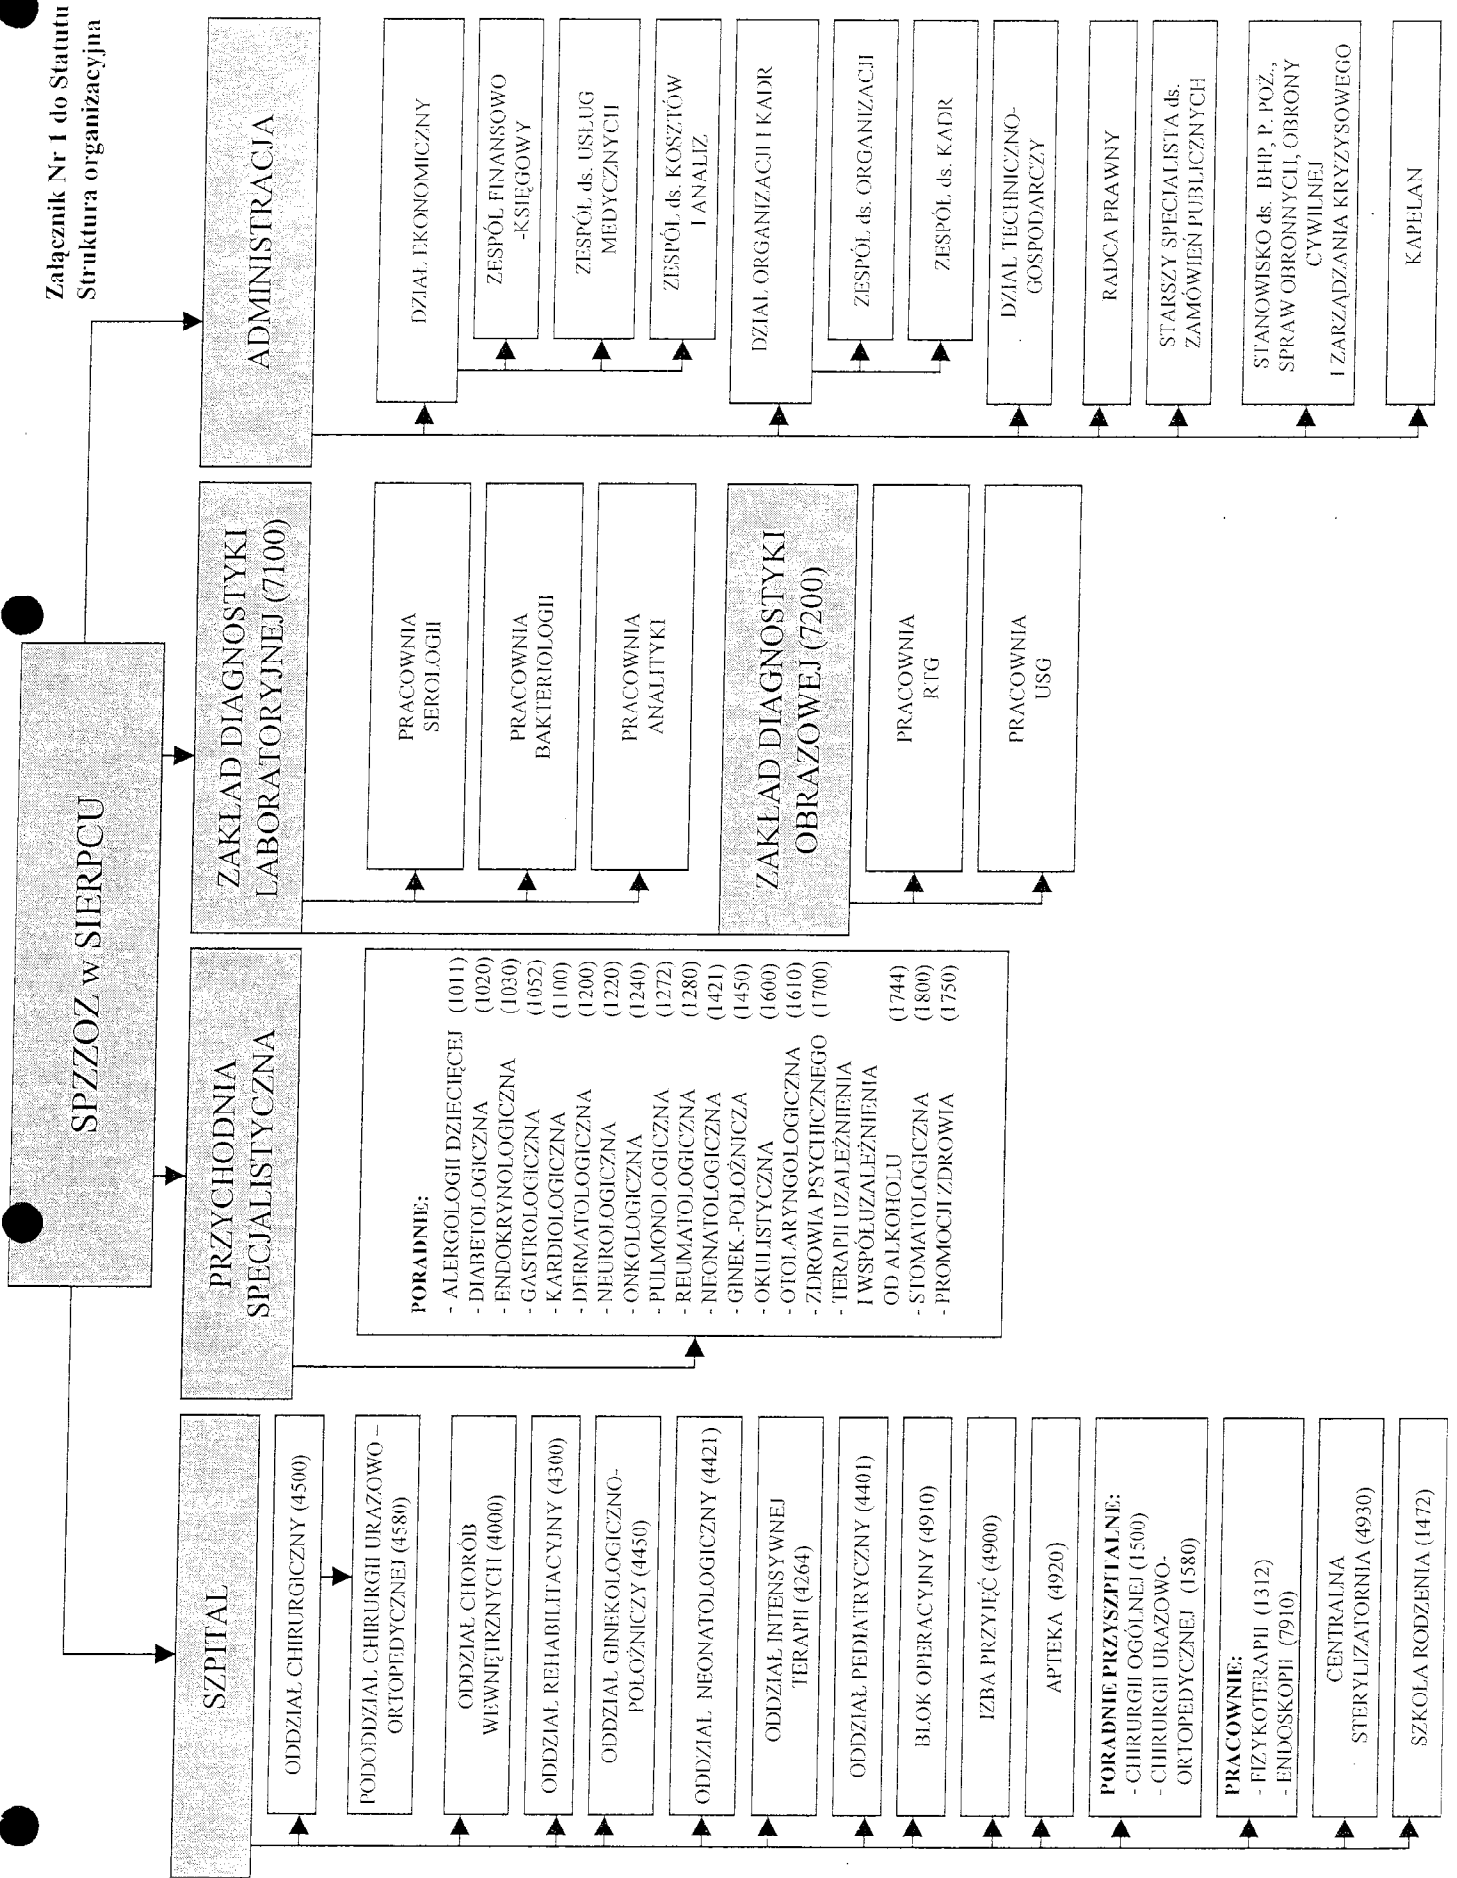 Załącznik Nr 1 do Statutu
Struktura organizacyjna
SPZZOZ w SIERPCU
SZPITAL
ODDZIAŁ CHIRURGICZNY (4500)
PODODDZIAŁ CHIRURGII URAZOWO –
ORTOPEDYCZNEJ (4580)
ODDZIAŁ CHORÓB
WEWNĘTRZNYCH (4000)
ODDZIAŁ REHABILITACYJNY (4300)
ODDZIAŁ GINEKOLOGICZNO-
POŁOŻNICZY (4450)
ODDZIAŁ NEONATOLOGICZNY (4421)
ODDZIAŁ INTENSYWNEJ
TERAPII (4264)
ODDZIAŁ PEDIATRYCZNY (4401)
BLOK OPERACYJNY (4910)
IZBA PRZYJĘĆ (4900)
APTEKA (4920)
PORADNIE PRZYSZPITALNE:
- CHIRURGII OGÓLNEJ (1500)
- CHIRURGII URAZOWO-
ORTOPEDYCZNEJ (1580)
PRACOWNIE:
- FIZYKOTERAPII (1312)
- ENDOSKOPII (7910)
CENTRALNA
STERYLIZATORNIA (4930)
SZKOŁA RODZENIA (1472)
PRZYCHODNIA
SPECJALISTYCZNA
PORADNIE:
- ALERGOLOGII DZIECIĘCEJ (1011)
- DIABETOLOGICZNA (1020)
- ENDOKRYNOLOGICZNA (1030)
- GASTROLOGICZNA (1052)
- KARDIOLOGICZNA (1100)
- DERMATOLOGICZNA (1200)
- NEUROLOGICZNA (1220)
- ONKOLOGICZNA (1240)
- PULMONOLOGICZNA (1272)
- REUMATOLOGICZNA (1280)
- NEONATOLOGICZNA (1421)
- GINEK.-POŁOŻNICZA (1450)
- OKULISTYCZNA (1600)
- OTOLARYNGOLOGICZNA (1610)
- ZDROWIA PSYCHICZNEGO (1700)
- TERAPII UZALEŻNIENIA
I WSPÓŁUZALEŻNIENIA
OD ALKOHOLU (1744)
- STOMATOLOGICZNA (1800)
- PROMOCJI ZDROWIA (1750)
ZAKŁAD DIAGNOSTYKI
LABORATORYJNEJ (7100)
PRACOWNIA
SEROLOGII
PRACOWNIA
BAKTERIOLOGII
PRACOWNIA
ANALITYKI
ZAKŁAD DIAGNOSTYKI
OBRAZOWEJ (7200)
PRACOWNIA
RTG
PRACOWNIA
USG
ADMINISTRACJA
DZIAŁ EKONOMICZNY
ZESPÓŁ FINANSOWO
-KSIĘGOWY
ZESPÓŁ ds. USŁUG
MEDYCZNYCH
ZESPÓŁ ds. KOSZTÓW
I ANALIZ
DZIAŁ ORGANIZACJI I KADR
ZESPÓŁ ds. ORGANIZACJI
ZESPÓŁ ds. KADR
DZIAŁ TECHNICZNO-
GOSPODARCZY
RADCA PRAWNY
STARSZY SPECJALISTA ds.
ZAMÓWIEŃ PUBLICZNYCH
STANOWISKO ds. BHP, P. POŻ.,
SPRAW OBRONNYCH, OBRONY
CYWILNEJ
I ZARZĄDZANIA KRYZYSOWEGO
KAPELAN